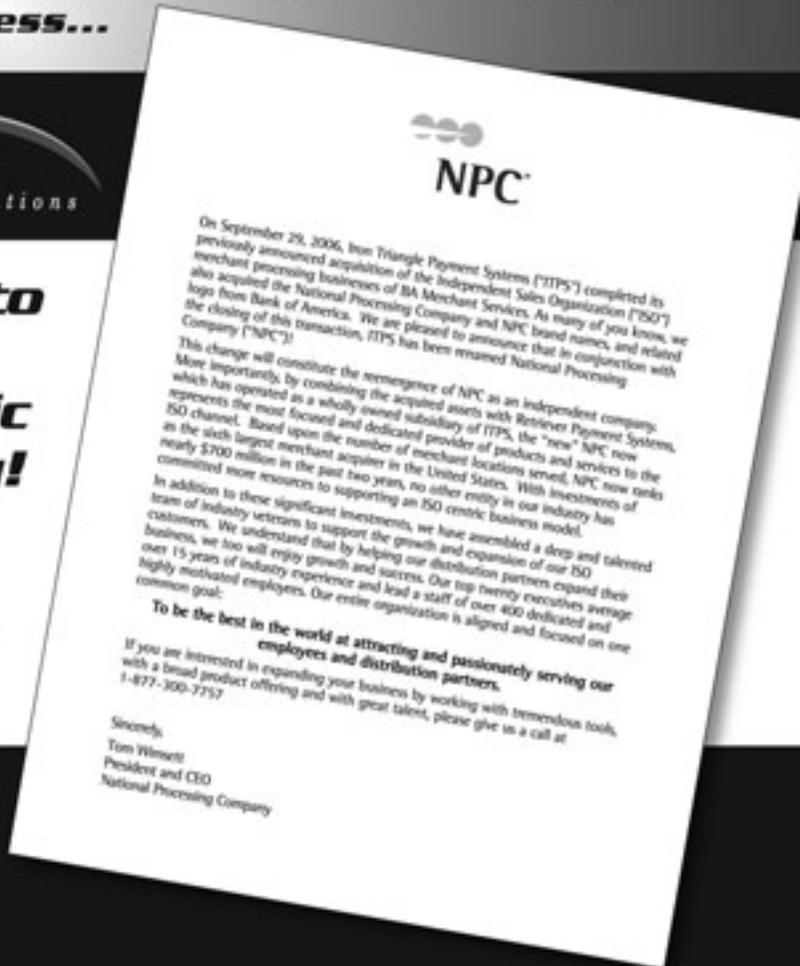 ess...
tions
to
ic
!
NPC
On September 29, 2006, Iron Triangle Payment Systems ("ITPS") completed its
previously announced acquisition of the Independent Sales Organization ("ISO")
merchant processing businesses of BA Merchant Services. As many of you know, we
also acquired the National Processing Company and NPC brand names, and related
logo from Bank of America. We are pleased to announce that in conjunction with
the closing of this transaction, ITPS has been renamed National Processing
Company ("NPC")!
This change will constitute the reemergence of NPC as an independent company.
More importantly, by combining the acquired assets with Retriever Payment Systems,
which has operated as a wholly owned subsidiary of ITPS, the "new" NPC now
represents the most focused and dedicated provider of products and services to the
ISO channel. Based upon the number of merchant locations served, NPC now ranks
as the sixth largest merchant acquirer in the United States. With investments of
nearly $700 million in the past two years, no other entity in our industry has
committed more resources to supporting an ISO centric business model.
In addition to these significant investments, we have assembled a deep and talented
team of industry veterans to support the growth and expansion of our ISO
customers. We understand that by helping our distribution partners expand their
business, we too will enjoy growth and success. Our top twenty executives average
over 15 years of industry experience and lead a staff of over 400 dedicated and
highly motivated employees. Our entire organization is aligned and focused on one
common goal:
To be the best in the world at attracting and passionately serving our
employees and distribution partners.
If you are interested in expanding your business by working with tremendous tools,
with a broad product offering and with great talent, please give us a call at
1-877-300-7757
Sincerely,
Tom Wimsett
President and CEO
National Processing Company